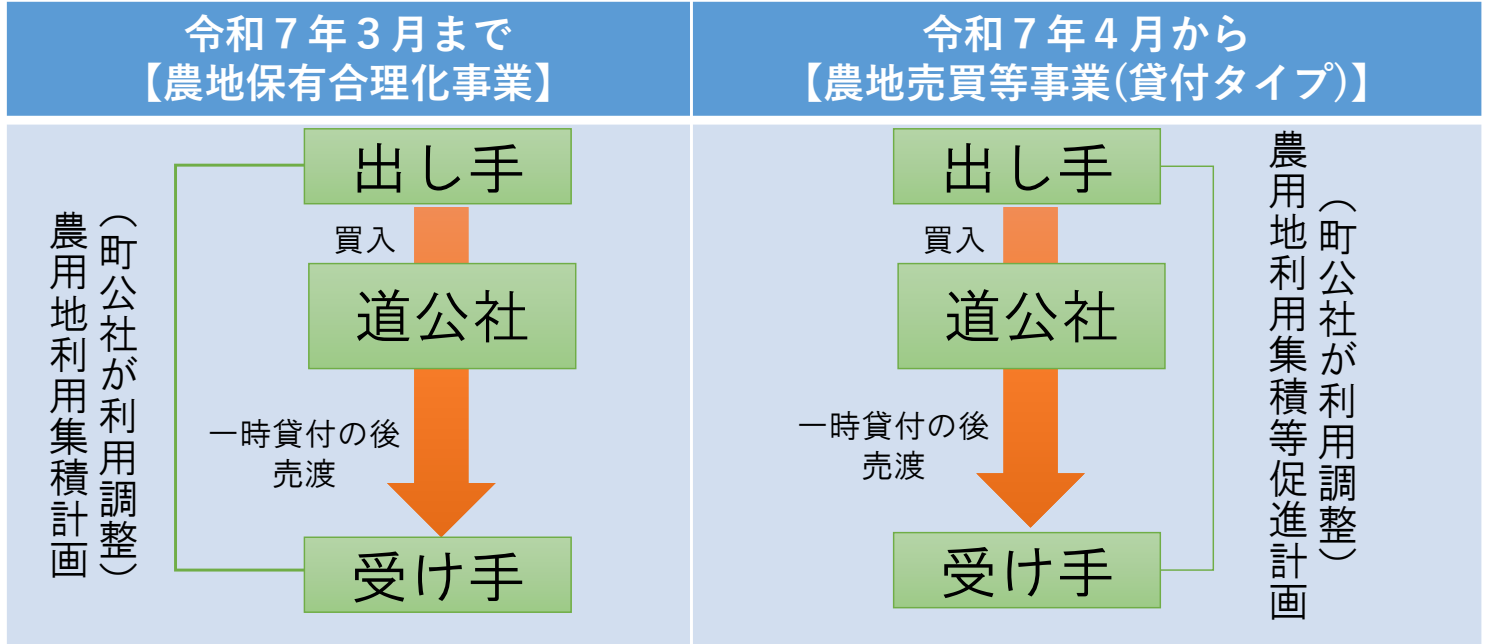 令和７年３月まで
【農地保有合理化事業】
令和７年４月から
【農地売買等事業(貸付タイプ)】
出し手
買入
道公社
一時貸付の後
売渡
受け手
（町公社が利用調整）
農用地利用集積計画
出し手
買入
道公社
一時貸付の後
売渡
受け手
（町公社が利用調整）
農用地利用集積等促進計画